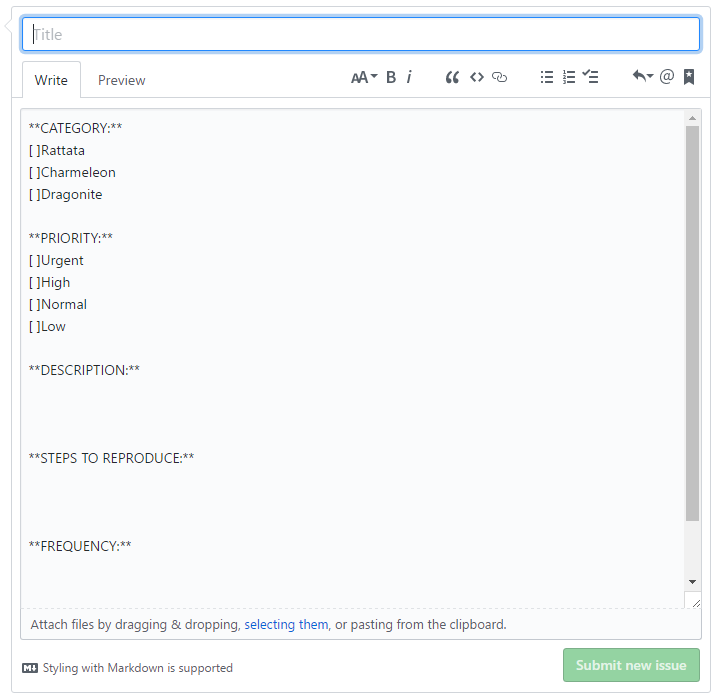 Title
Write Preview AA B i @
**CATEGORY:**
[ ]Rattata
[ ]Charmeleon
[ ]Dragonite
**PRIORITY:**
[ ]Urgent
[ ]High
[ ]Normal
[ ]Low
**DESCRIPTION:**
**STEPS TO REPRODUCE:**
**FREQUENCY:**
Attach files by dragging & dropping, selecting them, or pasting from the clipboard.
Styling with Markdown is supported
Submit new issue